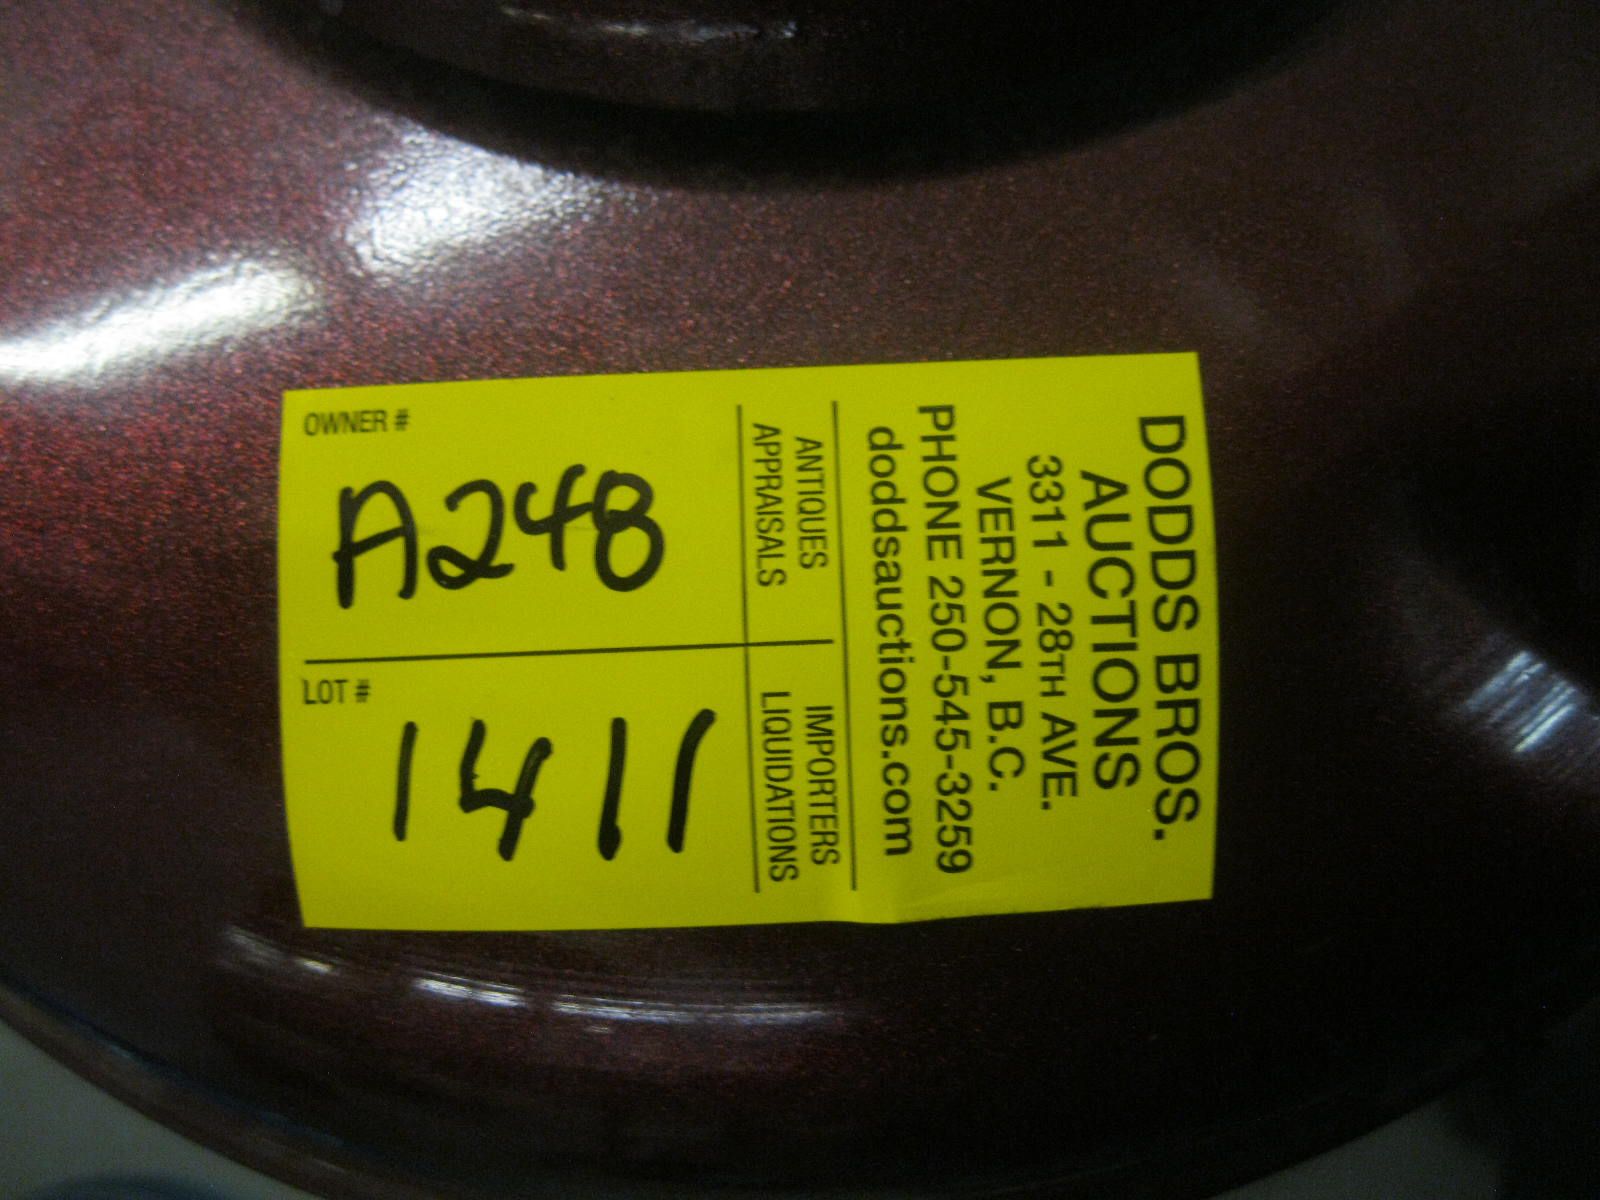 DODDS BROS.
AUCTIONS
3311 - 28TH AVE.
VERNON, B.C.
PHONE 250-545-3259
doddsauctions.com
ANTIQUES
APPRAISALS
IMPORTERS
LIQUIDATIONS
OWNER #
A248
LOT #
1411